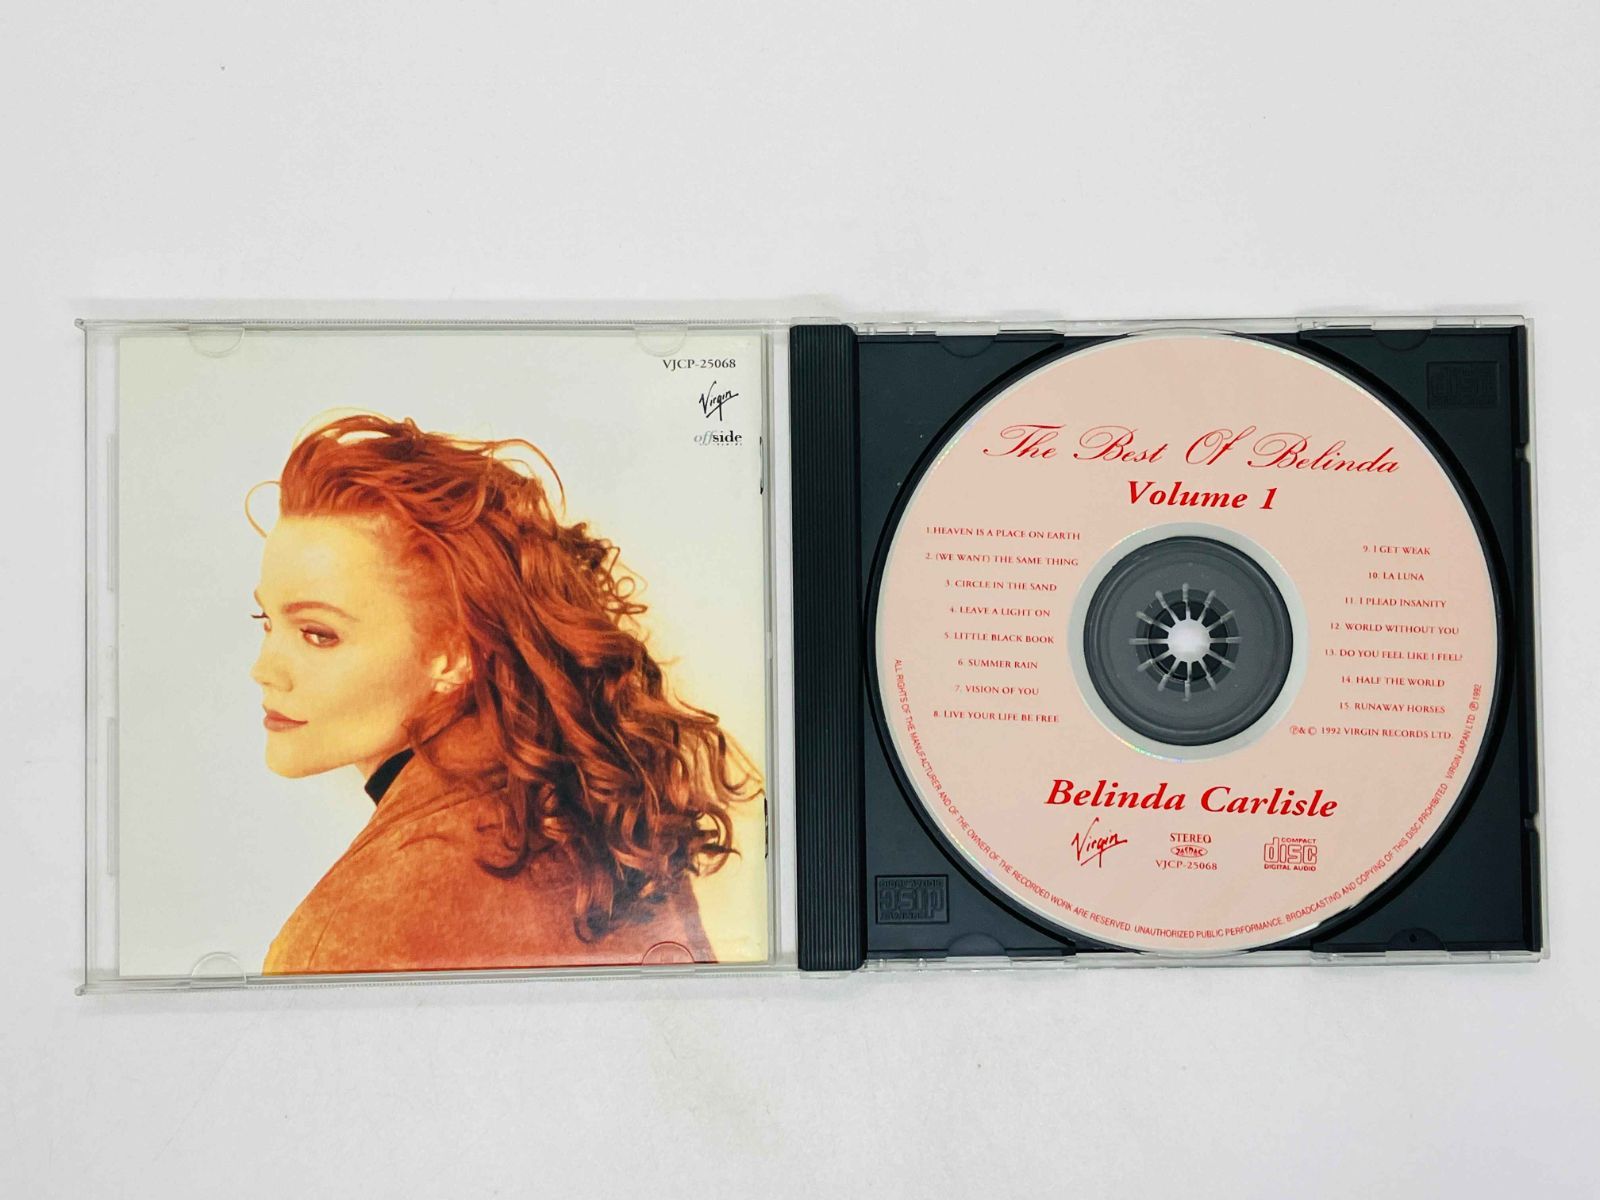 VJCP-25068
Virgin
offside
The Best Of Belinda
Volume 1
1.HEAVEN IS A PLACE ON EARTH
2. (WE WANT) THE SAME THING
3. CIRCLE IN THE SAND
4. LEAVE A LIGHT ON
5. LITTLE BLACK BOOK
6. SUMMER RAIN
7. VISION OF YOU
8. LIVE YOUR LIFE BE FREE
9. I GET WEAK
10. LA LUNA
11. I PLEAD INSANITY
12. WORLD WITHOUT YOU
13. DO YOU FEEL LIKE I FEEL?
14. HALF THE WORLD
15. RUNAWAY HORSES
℗&© 1992 VIRGIN RECORDS LTD.
Belinda Carlisle
Virgin
STEREO
VJCP-25068
COMPACT
disc
DIGITAL AUDIO
ALL RIGHTS OF THE MANUFACTURER AND OF THE OWNER OF THE RECORDED WORK ARE RESERVED. UNAUTHORIZED PUBLIC PERFORMANCE, BROADCASTING AND COPYING OF THIS DISC PROHIBITED VIRGIN JAPAN LTD. ℗ 1992
disc
disc